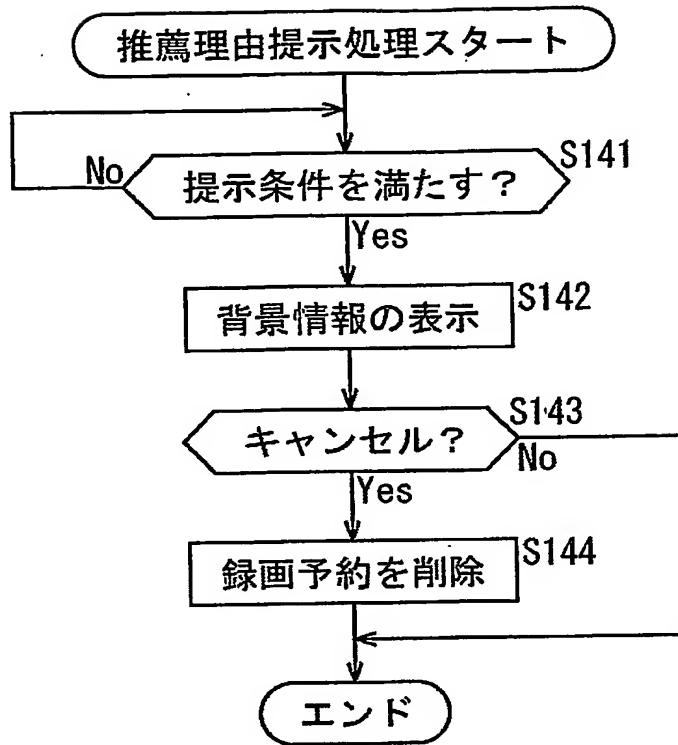 推薦理由提示処理スタート
S141
No
提示条件を満たす？
Yes
S142
背景情報の表示
S143
キャンセル？
No
Yes
S144
録画予約を削除
エンド